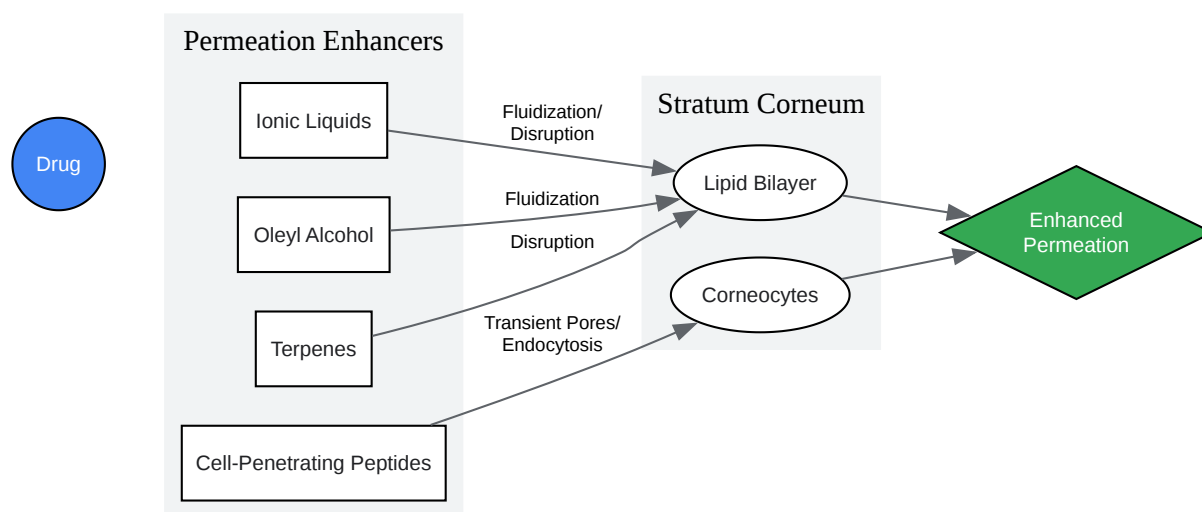 Permeation Enhancers
Drug
Ionic Liquids
Oleyl Alcohol
Terpenes
Cell-Penetrating Peptides
Fluidization/
Disruption
Fluidization
Disruption
Transient Pores/
Endocytosis
Stratum Corneum
Lipid Bilayer
Corneocytes
Enhanced
Permeation